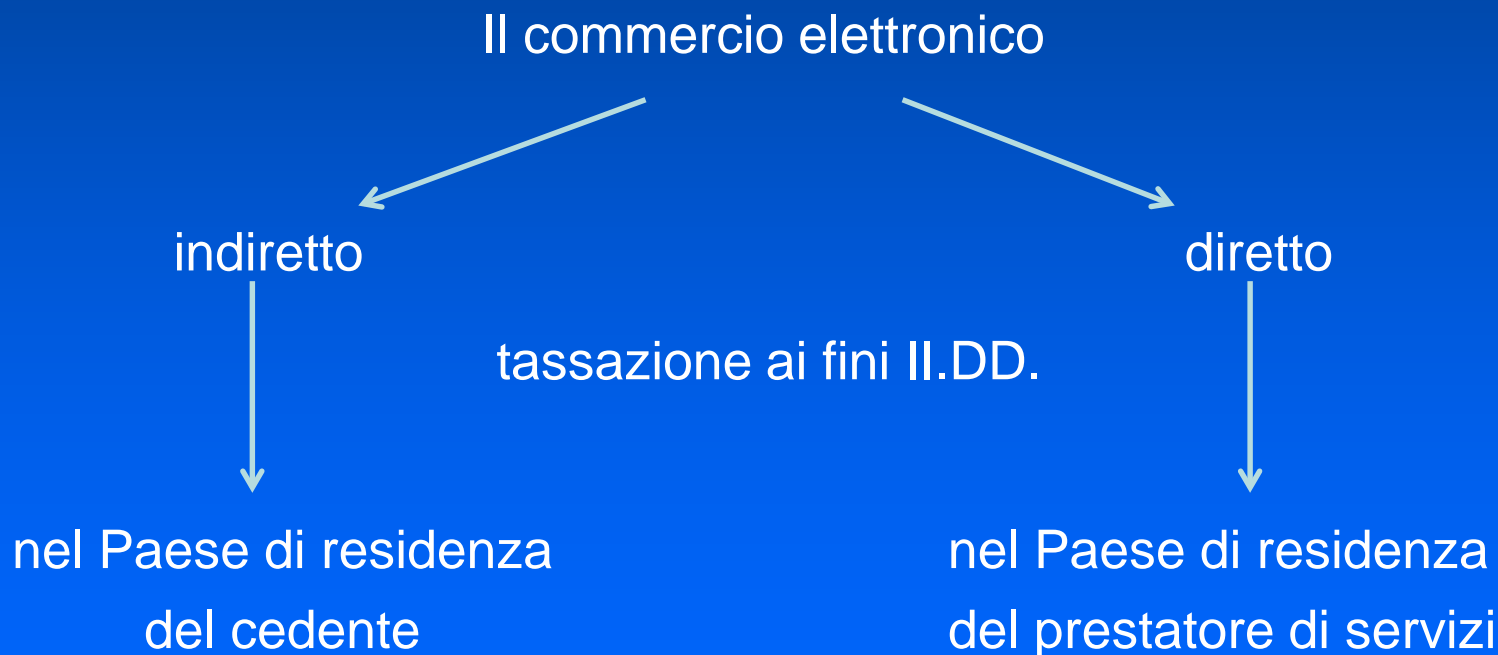 Il commercio elettronico
indiretto
diretto
tassazione ai fini II.DD.
nel Paese di residenza
del cedente
nel Paese di residenza
del prestatore di servizi